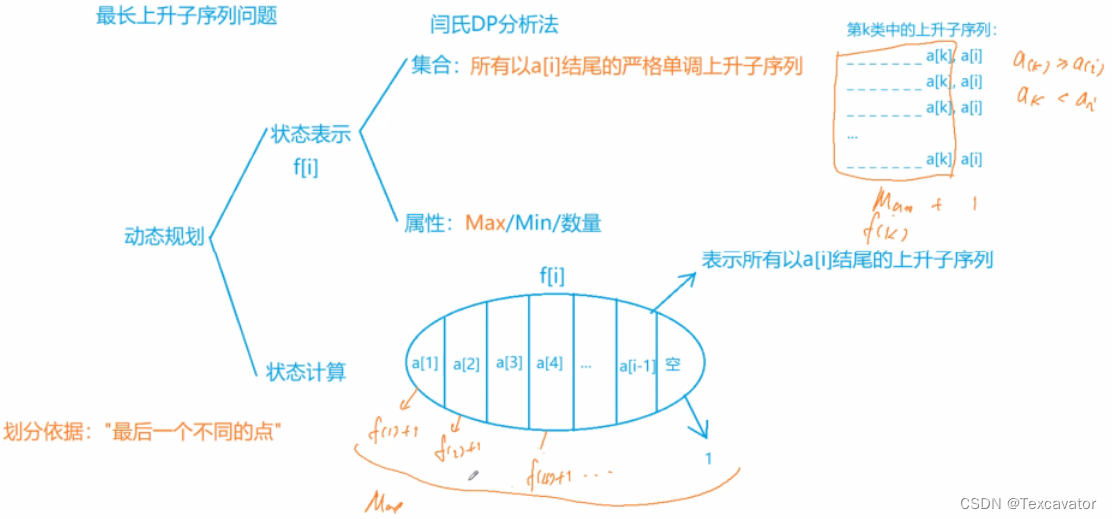 最长上升子序列问题
闫氏DP分析法
集合：所有以a[i]结尾的严格单调上升子序列
状态表示
f[i]
属性：Max/Min/数量
动态规划
状态计算
划分依据："最后一个不同的点"
第k类中的上升子序列：
_ _ _ _ _ _ _ a[k], a[i]
_ _ _ _ _ _ _ a[k], a[i]
_ _ _ _ _ _ _ a[k], a[i]
...
_ _ _ _ _ _ _ a[k], a[i]
a(k) ≥ a(i)
ak < ai
Max + 1
f(k)
f[i]
表示所有以a[i]结尾的上升子序列
a[1] a[2] a[3] a[4] ... a[i-1] 空
f(1)+1
f(2)+1
f(4)+1 ...
1
Max
CSDN @Texcavator